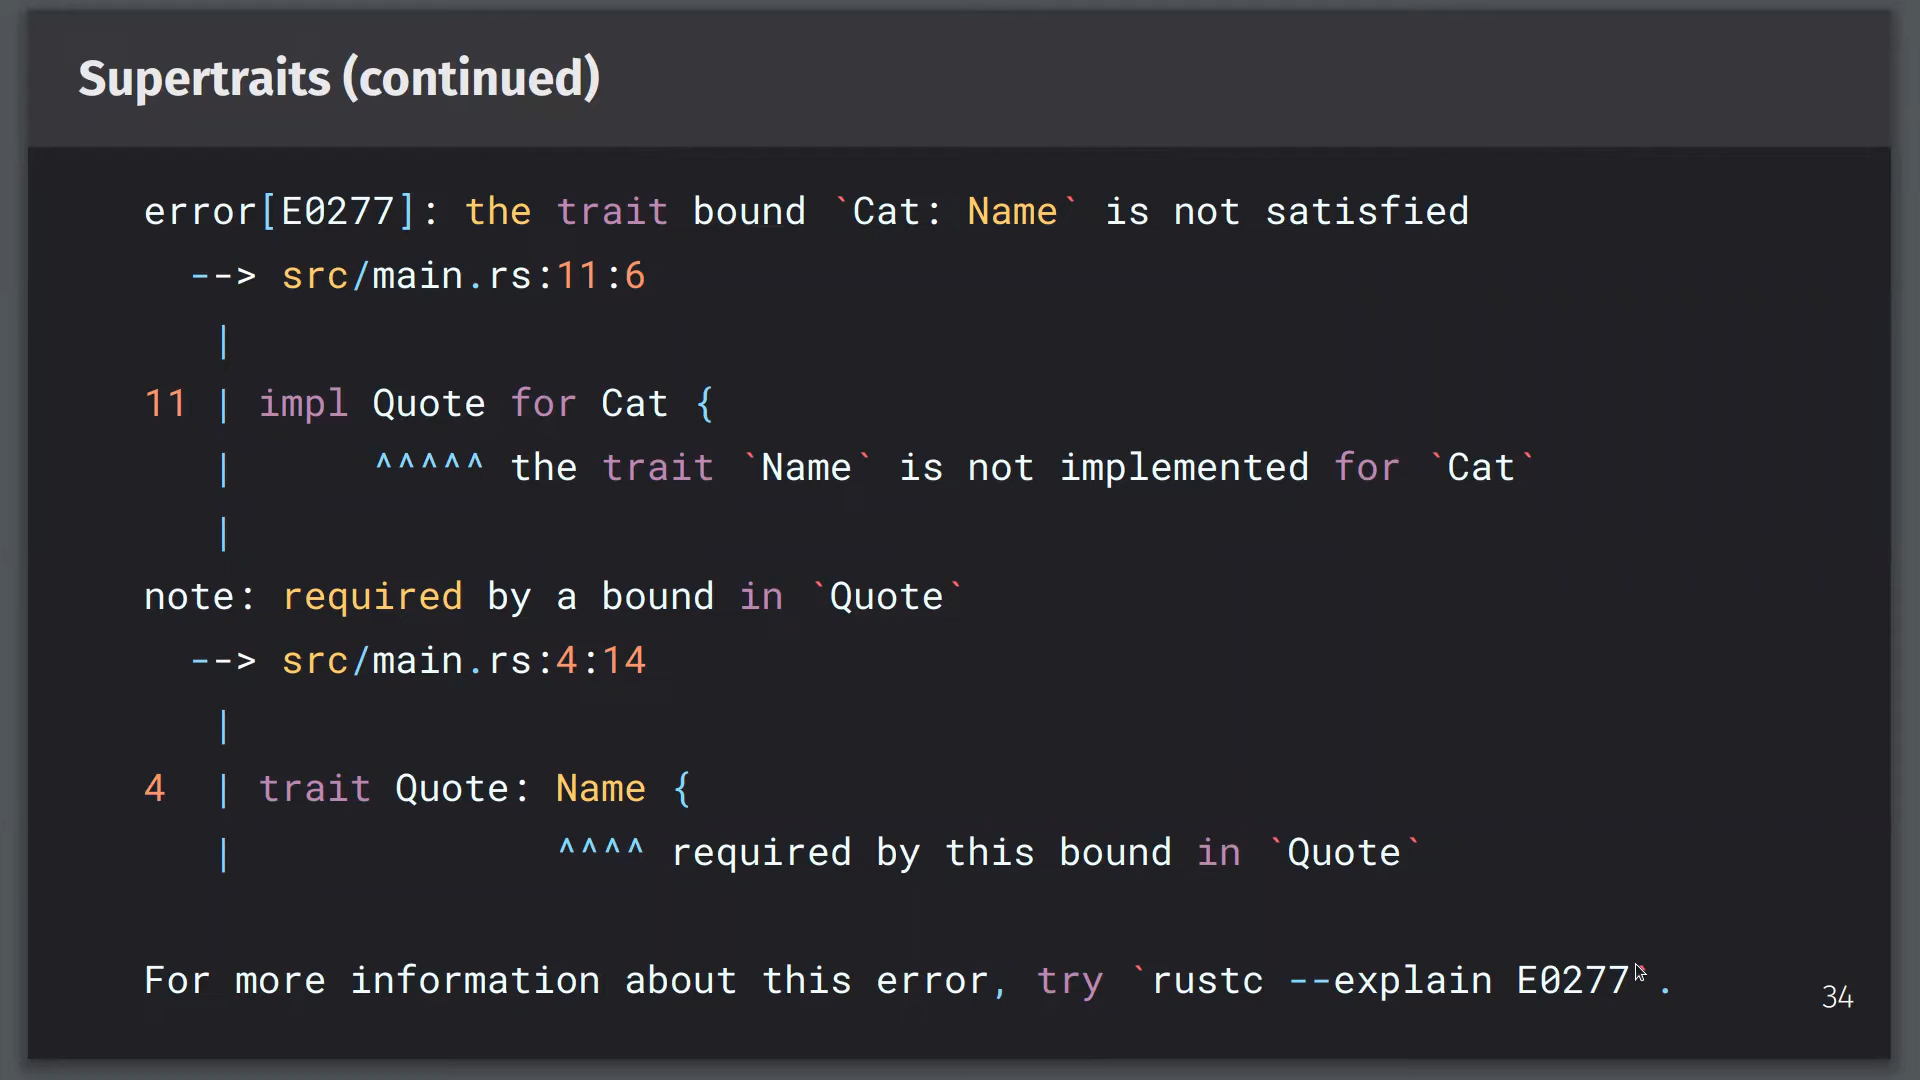 Supertraits (continued)
error[E0277]: the trait bound `Cat: Name` is not satisfied
  --> src/main.rs:11:6
   |
11 | impl Quote for Cat {
   |      ^^^^^ the trait `Name` is not implemented for `Cat`
   |
note: required by a bound in `Quote`
  --> src/main.rs:4:14
   |
4  | trait Quote: Name {
   |              ^^^^ required by this bound in `Quote`
For more information about this error, try `rustc --explain E0277`.
34